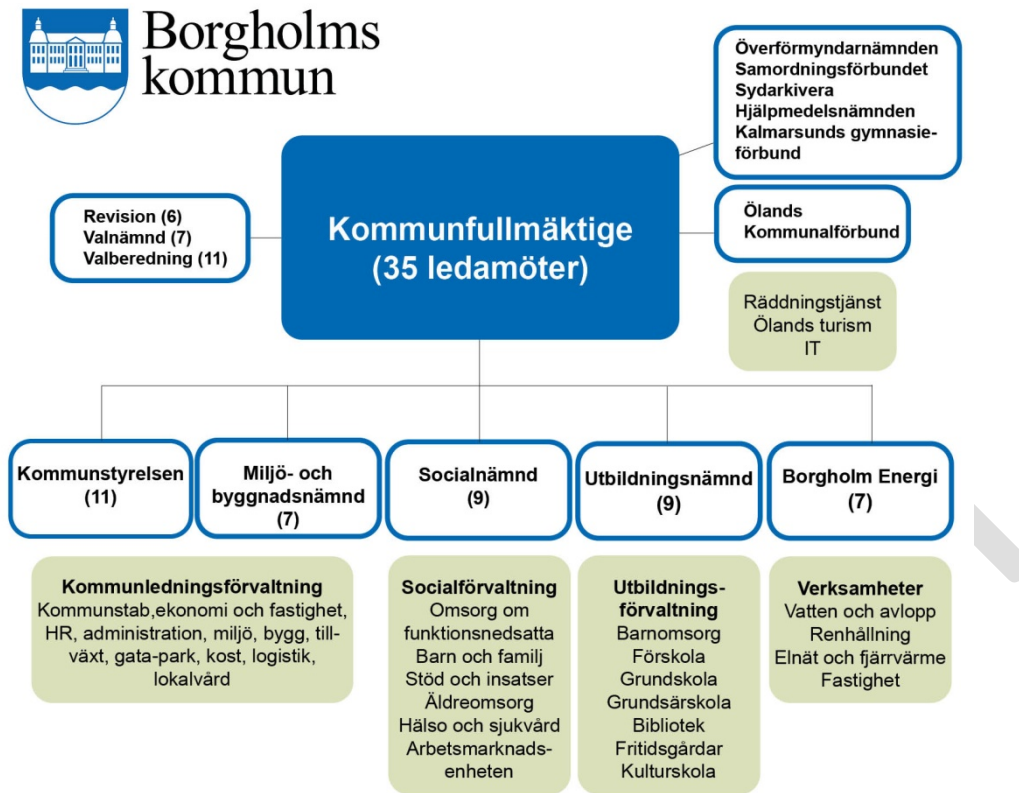 Borgholms
kommun
Överförmyndarnämnden
Samordningsförbundet
Sydarkivera
Hjälpmedelsnämnden
Kalmarsunds gymnasie-
förbund
Revision (6)
Valnämnd (7)
Valberedning (11)
Kommunfullmäktige
(35 ledamöter)
Ölands
Kommunalförbund
Räddningstjänst
Ölands turism
IT
Kommunstyrelsen
(11)
Miljö- och
byggnadsnämnd
(7)
Socialnämnd
(9)
Utbildningsnämnd
(9)
Borgholm Energi
(7)
Kommunledningsförvaltning
Kommunstab,ekonomi och fastighet,
HR, administration, miljö, bygg, till-
växt, gata-park, kost, logistik,
lokalvård
Socialförvaltning
Omsorg om
funktionsnedsatta
Barn och familj
Stöd och insatser
Äldreomsorg
Hälso och sjukvård
Arbetsmarknads-
enheten
Utbildnings-
förvaltning
Barnomsorg
Förskola
Grundskola
Grundsärskola
Bibliotek
Fritidsgårdar
Kulturskola
Verksamheter
Vatten och avlopp
Renhållning
Elnät och fjärrvärme
Fastighet